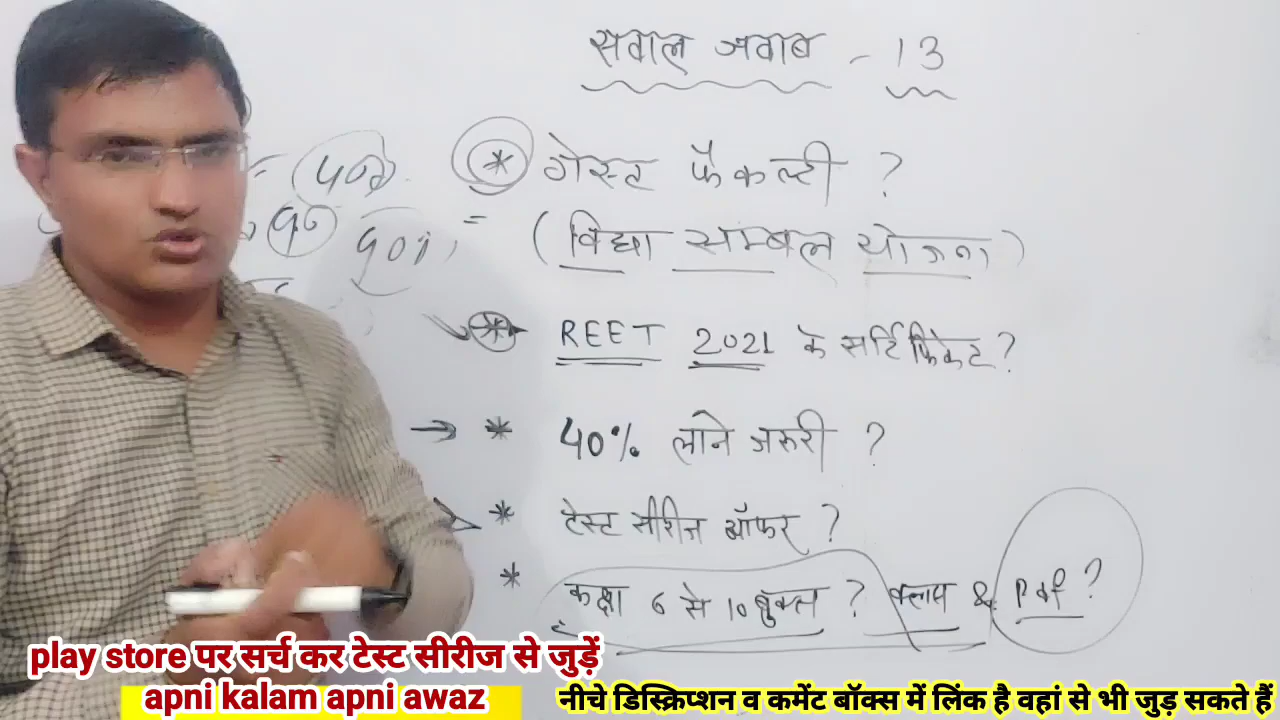 सवाल जवाब - 13
* गेस्ट फैकल्टी ?
(विद्या सम्बल योजना)
* REET 2021 के सर्टिफिकेट ?
→ * 40% लाने जरुरी ?
* टेस्ट सीरीज ऑफर ?
* कक्षा 6 से 10 बुक्स ? क्लास & Pdf ?
play store पर सर्च कर टेस्ट सीरीज से जुड़ें
apni kalam apni awaz
नीचे डिस्क्रिप्शन व कमेंट बॉक्स में लिंक है वहां से भी जुड़ सकते हैं